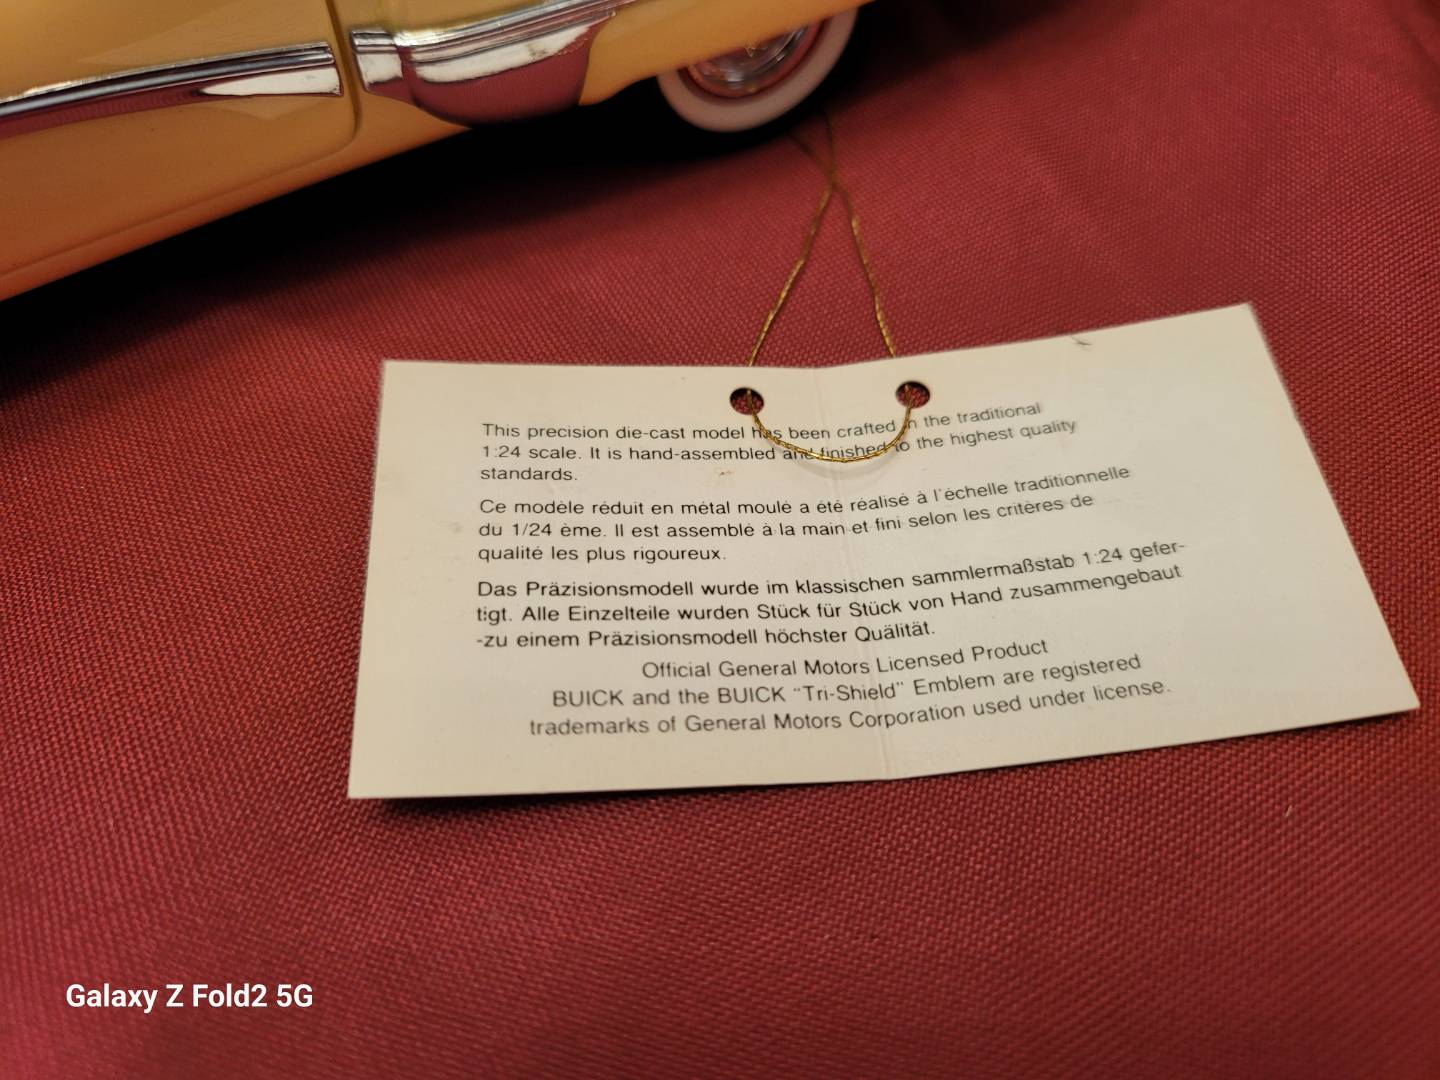 This precision die-cast model has been crafted in the traditional
1:24 scale. It is hand-assembled and finished to the highest quality
standards.
Ce modèle réduit en métal moulé a été réalisé à l'échelle traditionnelle
du 1/24 ème. Il est assemblé à la main et fini selon les critères de
qualité les plus rigoureux.
Das Präzisionsmodell wurde im klassischen sammlermaßstab 1:24 gefer-
tigt. Alle Einzelteile wurden Stück für Stück von Hand zusammengebaut
-zu einem Präzisionsmodell höchster Quälität.
Official General Motors Licensed Product
BUICK and the BUICK "Tri-Shield" Emblem are registered
trademarks of General Motors Corporation used under license.
Galaxy Z Fold2 5G